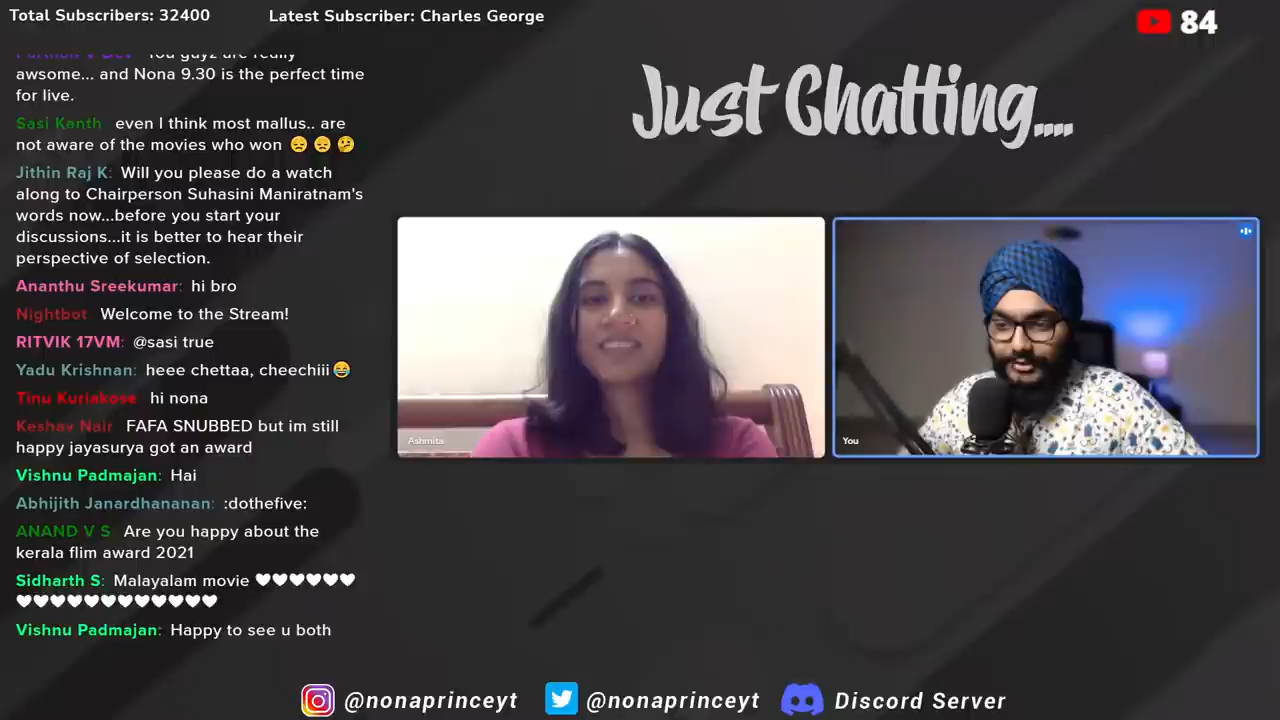 Total Subscribers: 32400
Latest Subscriber: Charles George
84
Just Chatting....
You guyz are really
awsome... and Nona 9.30 is the perfect time
for live.
Sasi Kanth even I think most mallus.. are
not aware of the movies who won 😞 😞 🤔
Jithin Raj K: Will you please do a watch
along to Chairperson Suhasini Maniratnam's
words now...before you start your
discussions...it is better to hear their
perspective of selection.
Ananthu Sreekumar: hi bro
Nightbot Welcome to the Stream!
RITVIK 17VM: @sasi true
Yadu Krishnan: heee chettaa, cheechiii 😂
Tinu Kuriakose hi nona
Keshav Nair FAFA SNUBBED but im still
happy jayasurya got an award
Vishnu Padmajan: Hai
Abhijith Janardhananan: :dothefive:
ANAND V S Are you happy about the
kerala flim award 2021
Sidharth S: Malayalam movie 🤍🤍🤍🤍🤍🤍
🤍🤍🤍🤍🤍🤍🤍🤍🤍🤍🤍🤍
Vishnu Padmajan: Happy to see u both
Ashmita
You
@nonaprinceyt
@nonaprinceyt
Discord Server